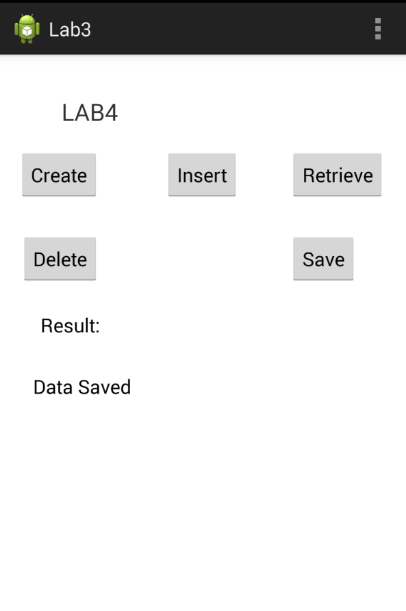 Lab3
LAB4
Create Insert Retrieve
Delete Save
Result:
Data Saved